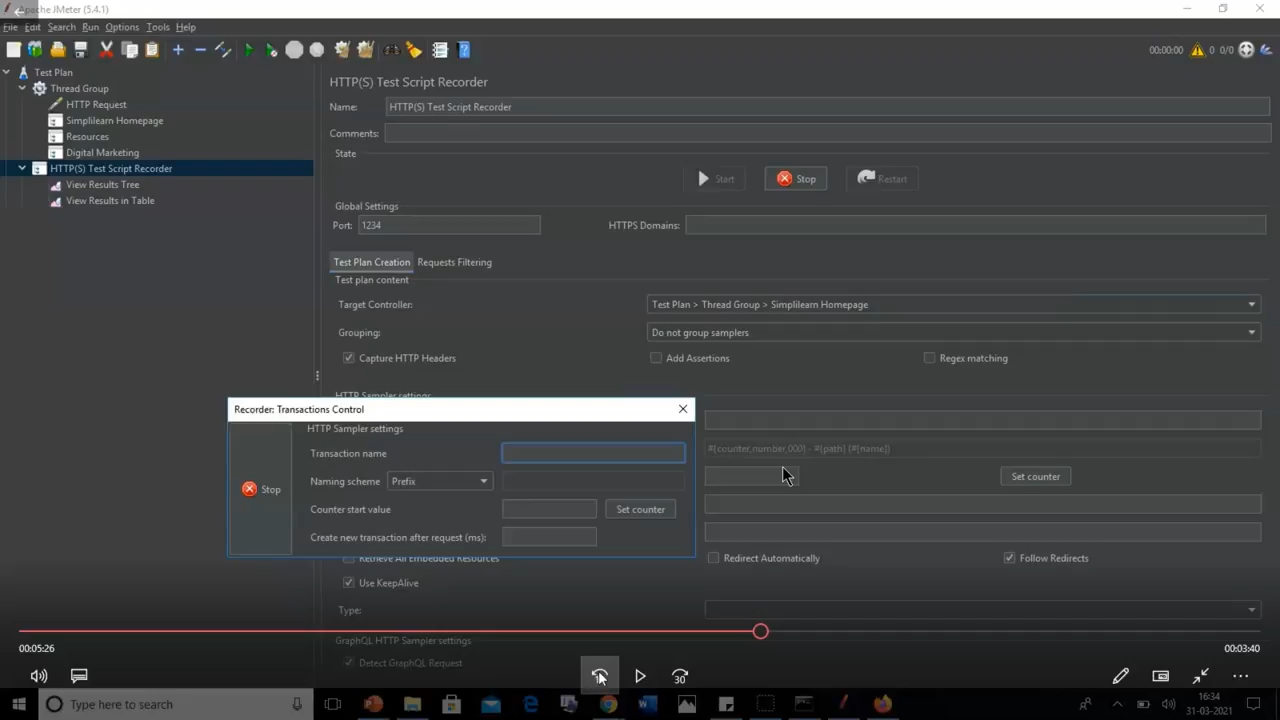 Apache JMeter (5.4.1)
File Edit Search Run Options Tools Help
00:00:00 0 0/0
Test Plan
Thread Group
HTTP Request
Simplilearn Homepage
Resources
Digital Marketing
HTTP(S) Test Script Recorder
View Results Tree
View Results in Table
HTTP(S) Test Script Recorder
Name: HTTP(S) Test Script Recorder
Comments:
State
Start Stop Restart
Global Settings
Port: 1234 HTTPS Domains:
Test Plan Creation Requests Filtering
Test plan content
Target Controller: Test Plan > Thread Group > Simplilearn Homepage
Grouping: Do not group samplers
Capture HTTP Headers Add Assertions Regex matching
HTTP Sampler settings
Recorder: Transactions Control
HTTP Sampler settings
Transaction name
Naming scheme Prefix
Counter start value Set counter
Create new transaction after request (ms):
Stop
#{counter,number,000} - #{path} (#{name})
Set counter
Retrieve All Embedded Resources Redirect Automatically Follow Redirects
Use KeepAlive
Type:
GraphQL HTTP Sampler settings
Detect GraphQL Request
00:05:26 00:03:40
30
Type here to search
16:34
31-03-2021